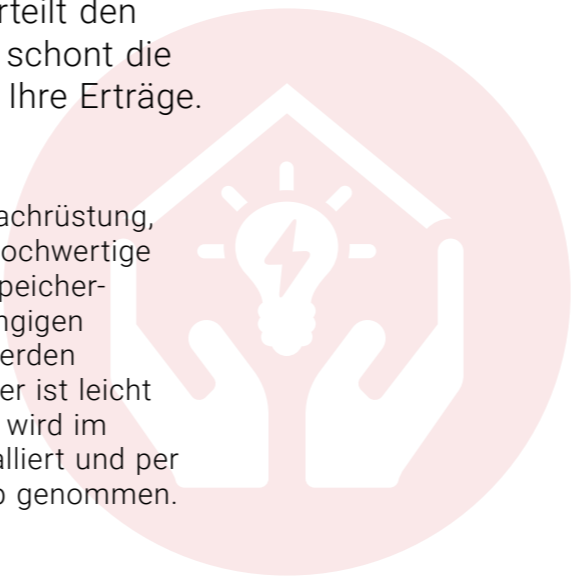 rteilt den
schont die
Ihre Erträge.
achrüstung,
ochwertige
peicher-
ngigen
erden
er ist leicht
wird im
alliert und per
b genommen.